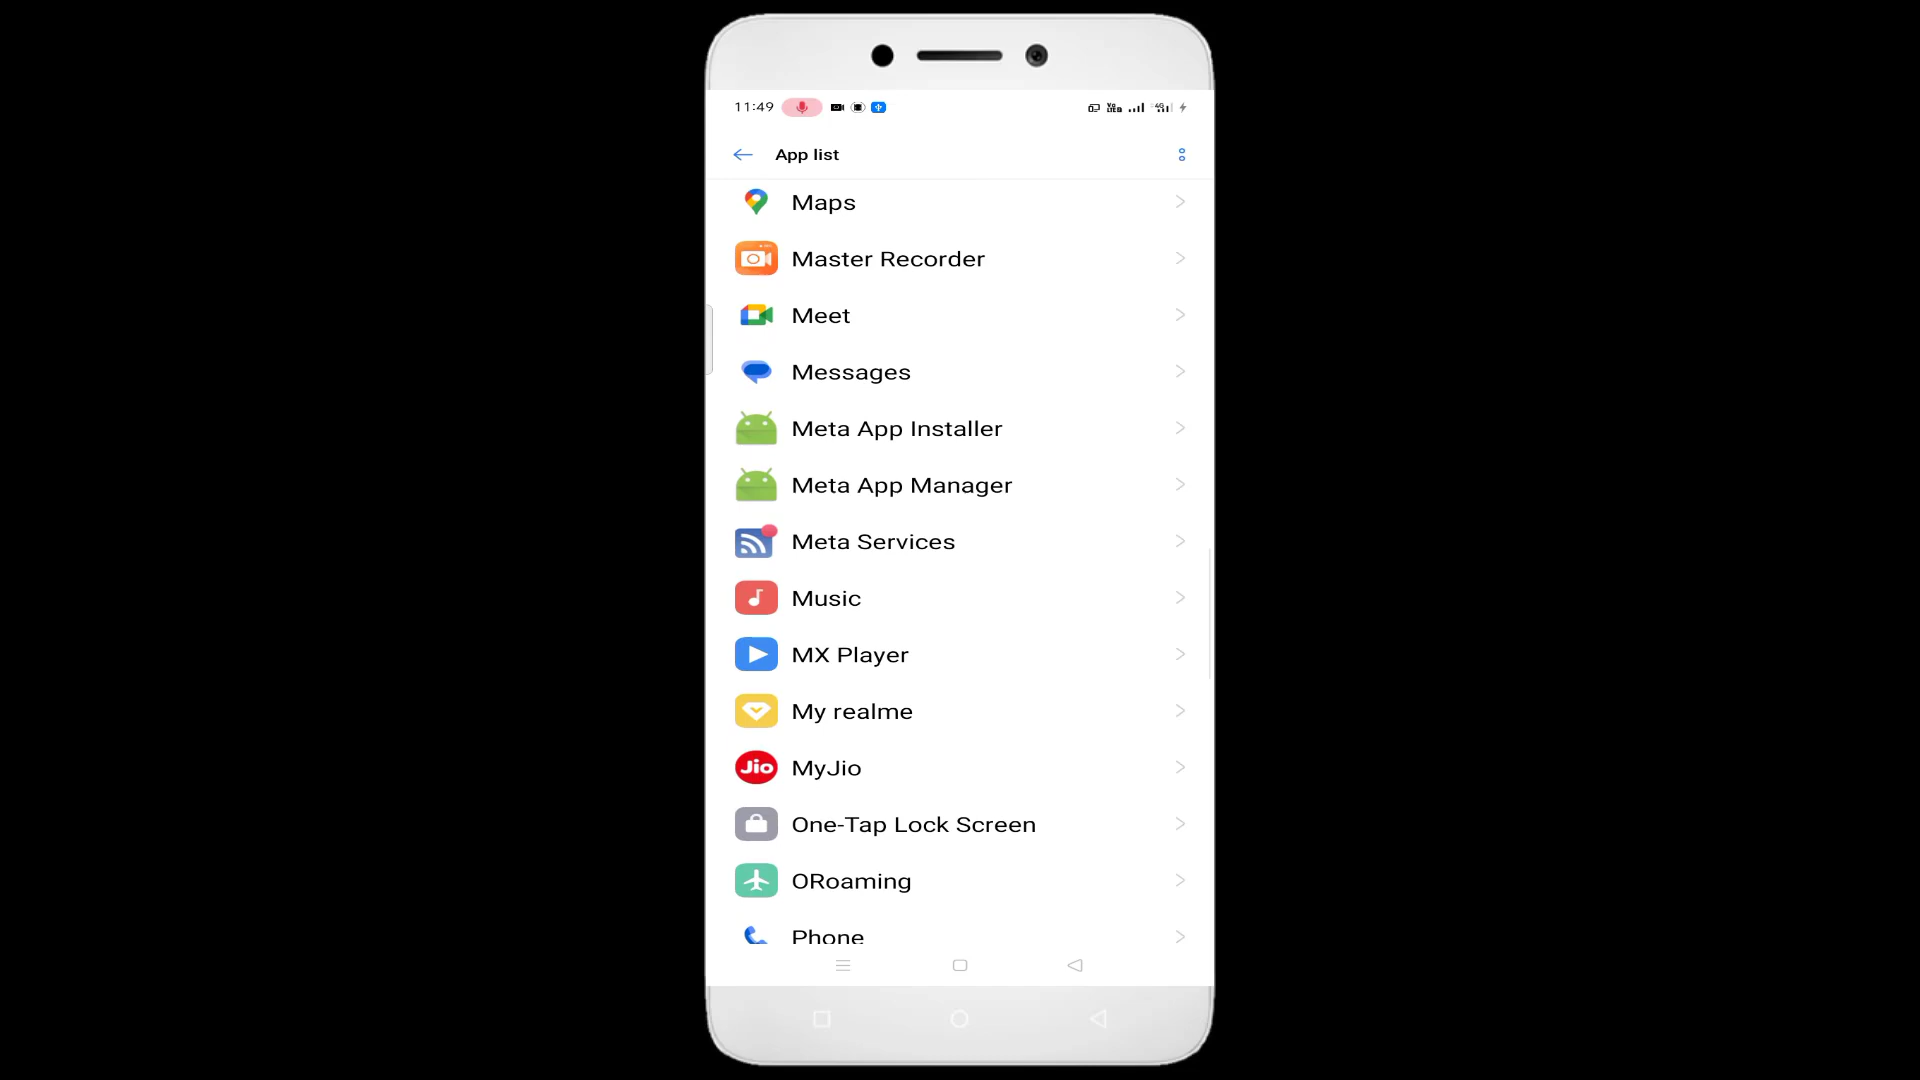 11:49
App list
Maps
Master Recorder
Meet
Messages
Meta App Installer
Meta App Manager
Meta Services
Music
MX Player
My realme
Jio MyJio
One-Tap Lock Screen
ORoaming
Phone